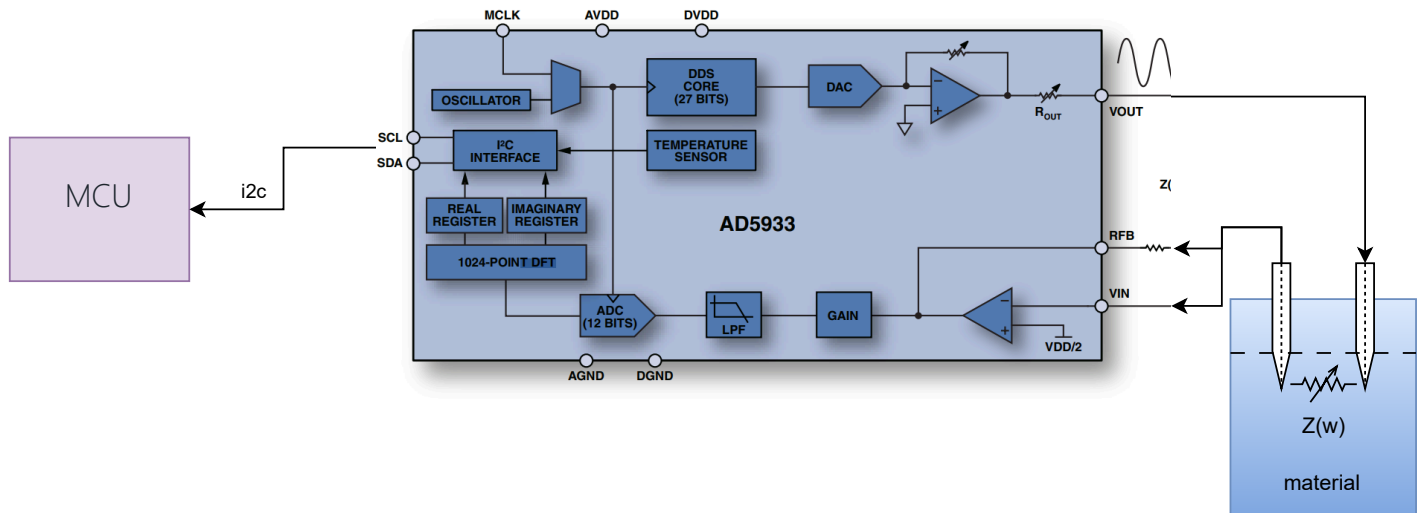 MCLK
AVDD
DVDD
OSCILLATOR
DDS
CORE
(27 BITS)
DAC
ROUT
VOUT
SCL
SDA
I²C
INTERFACE
TEMPERATURE
SENSOR
MCU
i2c
Z(
REAL
REGISTER
IMAGINARY
REGISTER
AD5933
RFB
1024-POINT DFT
ADC
(12 BITS)
LPF
GAIN
VIN
VDD/2
AGND
DGND
Z(w)
material